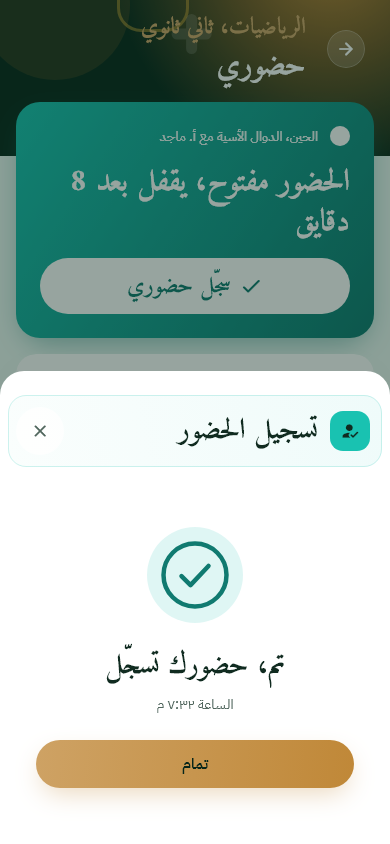 الرياضيات، ثاني ثانوي
حضوري
الحين، الدوال الأسية مع أ. ماجد
الحضور مفتوح، يقفل بعد 8
دقايق
سجّل حضوري
تسجيل الحضور
تم، حضورك تسجّل
الساعة ٧:٣٢ م
تمام